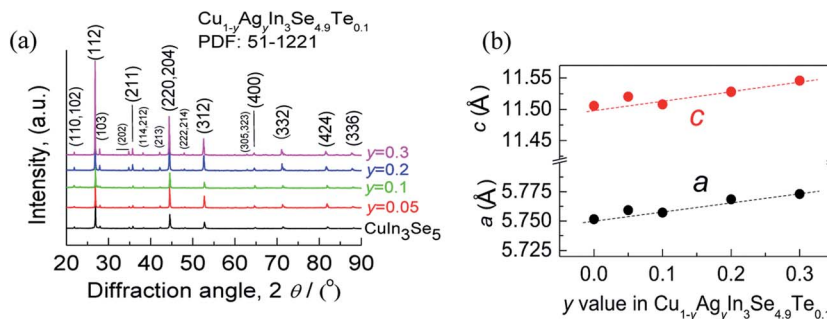 (a)
Cu1-yAgyIn3Se4.9Te0.1
PDF: 51-1221
Intensity, (a.u.)
(110,102)
(112)
(103)
(202)
(211)
(114,212)
(213)
(220,204)
(222,214)
(312)
(305,323)
(400)
(332)
(424)
(336)
y=0.3
y=0.2
y=0.1
y=0.05
CuIn3Se5
20 30 40 50 60 70 80 90
Diffraction angle, 2 θ / (°)
(b)
c (Å)
11.55
11.50
11.45
c
a (Å)
5.775
5.750
5.725
a
0.0 0.1 0.2 0.3
y value in Cu1-yAgyIn3Se4.9Te0.1